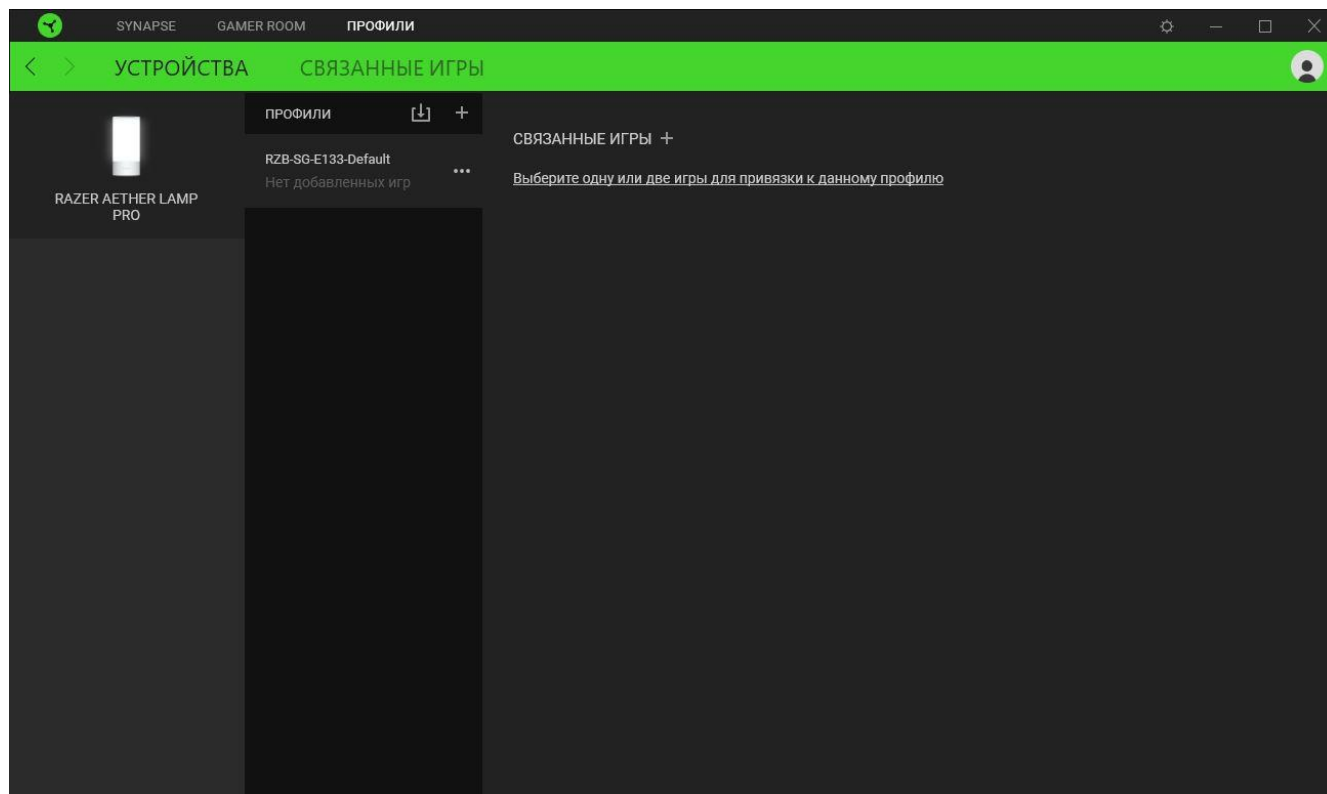 SYNAPSE GAMER ROOM ПРОФИЛИ
УСТРОЙСТВА СВЯЗАННЫЕ ИГРЫ
RAZER AETHER LAMP
PRO
ПРОФИЛИ
RZB-SG-E133-Default
Нет добавленных игр
СВЯЗАННЫЕ ИГРЫ +
Выберите одну или две игры для привязки к данному профилю